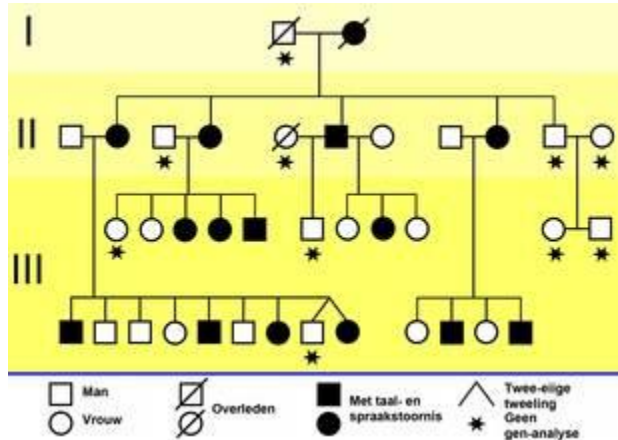 I
II
III
Man
Vrouw
Overleden
Met taal- en
spraakstoornis
Twee-eiige
tweeling
Geen
gen-analyse